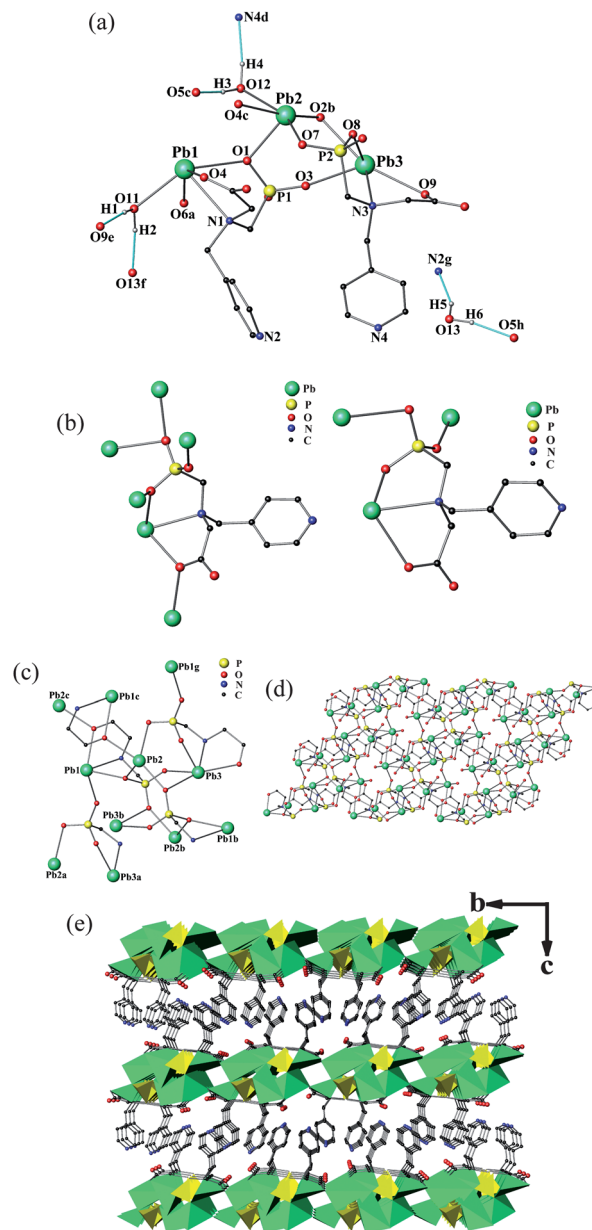 (a)
N4d
H4
H3 O12
O5c
Pb2
O4c
O2b
O8
O7
P2
Pb1
O1
Pb3
O4
O3
O9
P1
O11
O6a
H1
N1
N3
O9e
H2
N2g
O13f
H5
H6
N2
N4
O13
O5h
(b)
Pb
P
O
N
C
Pb
P
O
N
C
(c)
Pb1g
P
O
N
C
(d)
Pb2c
Pb1c
Pb1
Pb2
Pb3
Pb3b
Pb2b
Pb1b
Pb2a
Pb3a
(e)
b
c